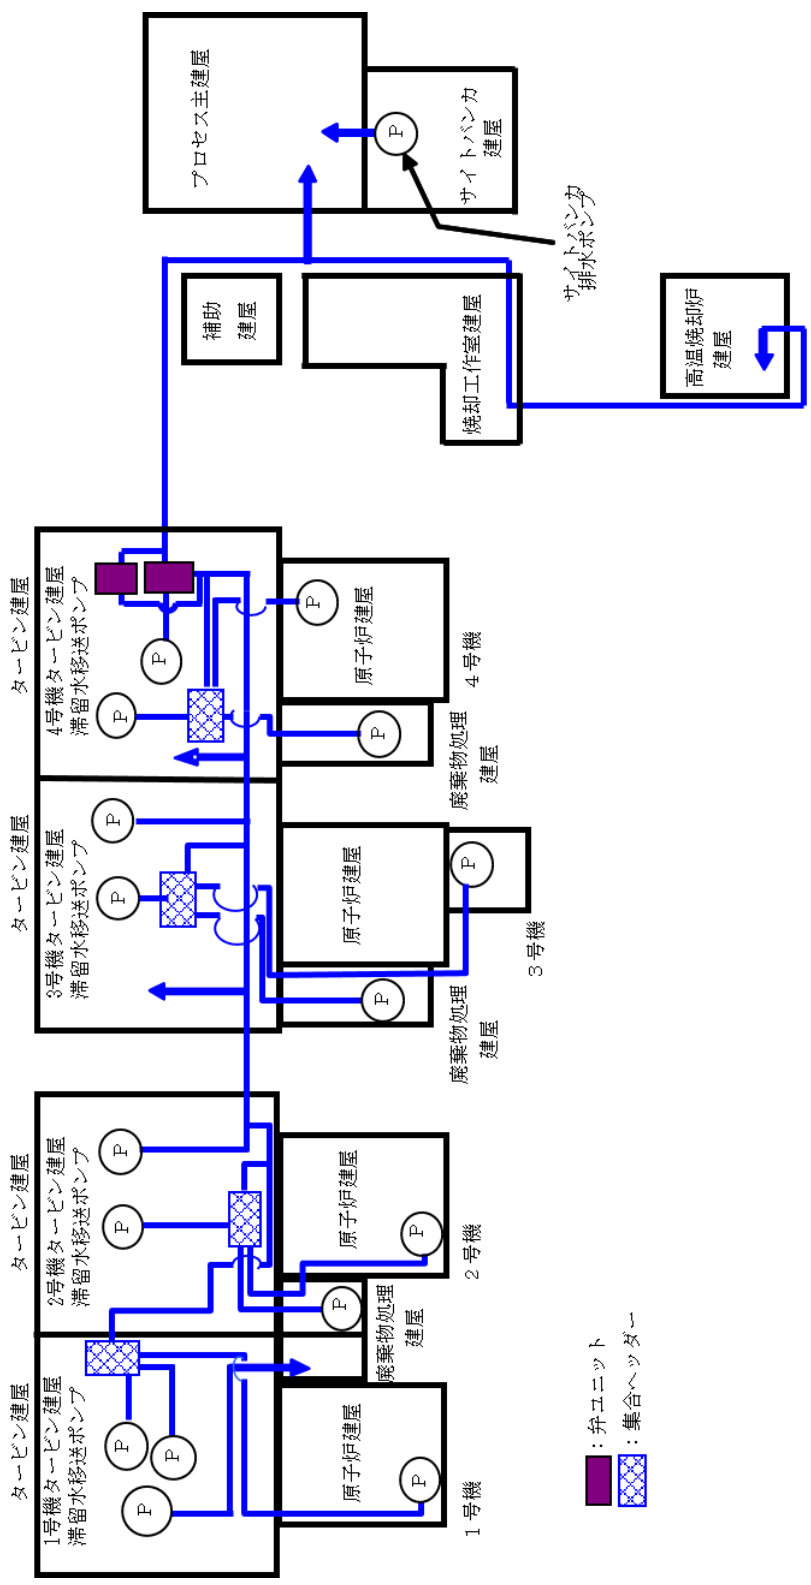 タービン建屋
1号機タービン建屋
滞留水移送ポンプ
P
P
P
原子炉建屋
P
1号機
廃棄物処理
建屋
P
タービン建屋
2号機タービン建屋
滞留水移送ポンプ
P
P
原子炉建屋
P
2号機
タービン建屋
3号機タービン建屋
滞留水移送ポンプ
P
P
廃棄物処理
建屋
P
原子炉建屋
P
3号機
タービン建屋
4号機タービン建屋
滞留水移送ポンプ
P
P
廃棄物処理
建屋
P
原子炉建屋
P
4号機
補助
建屋
焼却工作室建屋
高温焼却炉
建屋
プロセス主建屋
サイトバンカ
建屋
P
サイトバンカ
排水ポンプ
：弁ユニット
：集合ヘッダー